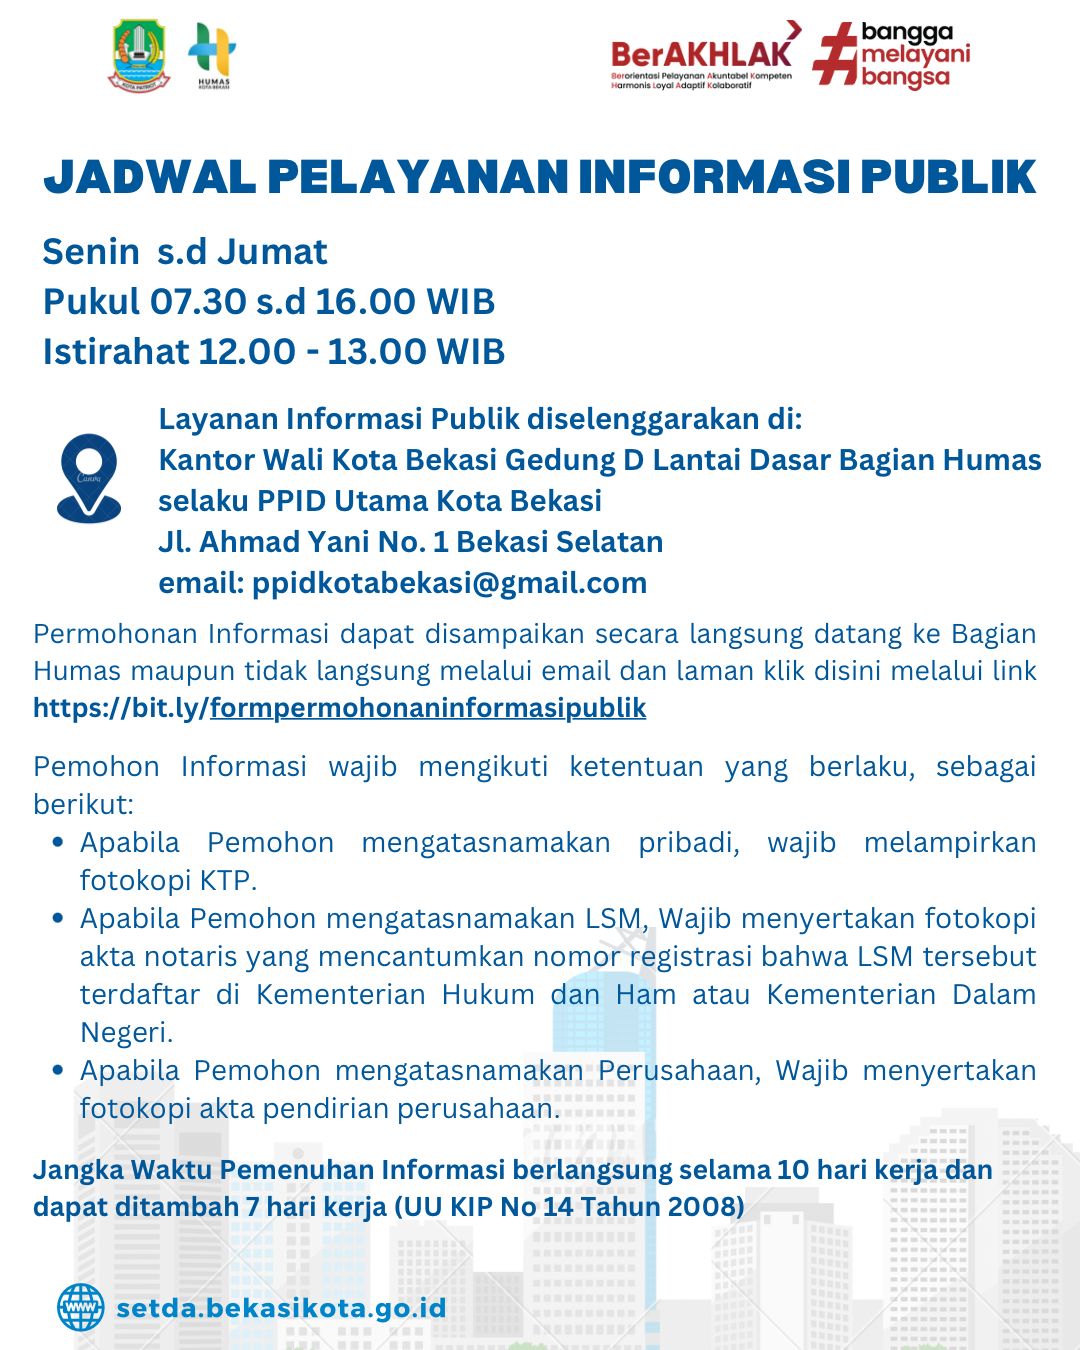 KOTA PATRIOT
HUMAS
KOTA BEKASI
BerAKHLAK
Berorientasi Pelayanan Akuntabel Kompeten
Harmonis Loyal Adaptif Kolaboratif
#bangga
melayani
bangsa
JADWAL PELAYANAN INFORMASI PUBLIK
Senin s.d Jumat
Pukul 07.30 s.d 16.00 WIB
Istirahat 12.00 - 13.00 WIB
Layanan Informasi Publik diselenggarakan di:
Kantor Wali Kota Bekasi Gedung D Lantai Dasar Bagian Humas
selaku PPID Utama Kota Bekasi
Jl. Ahmad Yani No. 1 Bekasi Selatan
email: ppidkotabekasi@gmail.com
Canva
Permohonan Informasi dapat disampaikan secara langsung datang ke Bagian
Humas maupun tidak langsung melalui email dan laman klik disini melalui link
https://bit.ly/formpermohonaninformasipublik
Pemohon Informasi wajib mengikuti ketentuan yang berlaku, sebagai
berikut:
• Apabila Pemohon mengatasnamakan pribadi, wajib melampirkan
fotokopi KTP.
• Apabila Pemohon mengatasnamakan LSM, Wajib menyertakan fotokopi
akta notaris yang mencantumkan nomor registrasi bahwa LSM tersebut
terdaftar di Kementerian Hukum dan Ham atau Kementerian Dalam
Negeri.
• Apabila Pemohon mengatasnamakan Perusahaan, Wajib menyertakan
fotokopi akta pendirian perusahaan.
Jangka Waktu Pemenuhan Informasi berlangsung selama 10 hari kerja dan
dapat ditambah 7 hari kerja (UU KIP No 14 Tahun 2008)
www setda.bekasikota.go.id